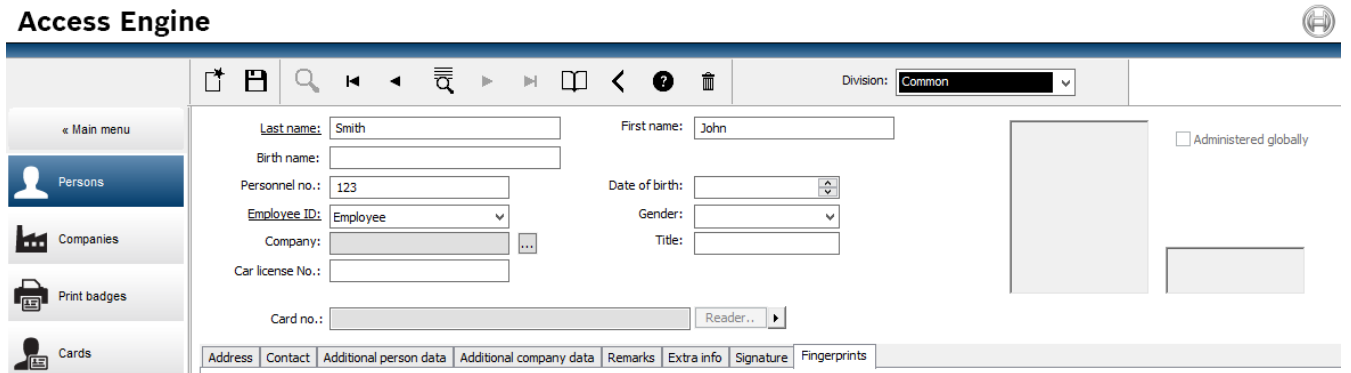 Access Engine
Division: Common
« Main menu
Last name: Smith First name: John
Birth name:
Administered globally
Persons
Personnel no.: 123 Date of birth:
Employee ID: Employee Gender:
Companies
Company: ... Title:
Car license No.:
Print badges
Card no.: Reader..
Cards
Address Contact Additional person data Additional company data Remarks Extra info Signature Fingerprints